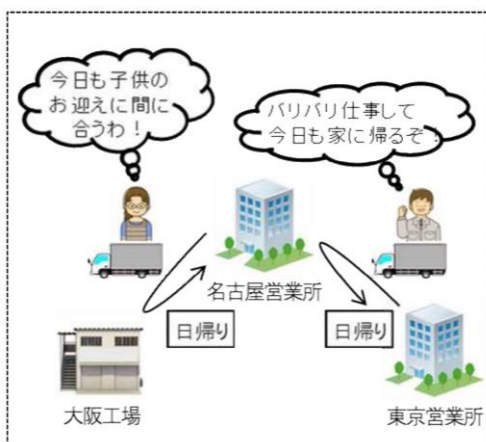 今日も子供の
お迎えに間に
合うわ！
バリバリ仕事して
今日も家に帰るぞ！
名古屋営業所
日帰り
日帰り
大阪工場
東京営業所